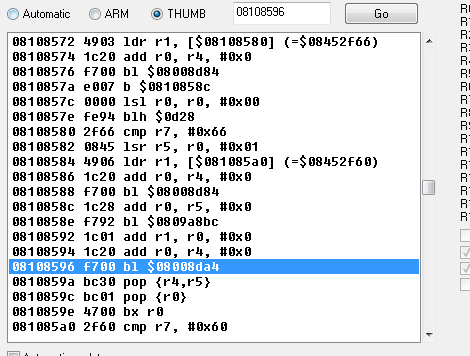 Automatic ARM THUMB 08108596 Go
08108572 4903 ldr r1, [$08108580] (=$08452f66)
08108574 1c20 add r0, r4, #0x0
08108576 f700 bl $08008d84
0810857a e007 b $0810858c
0810857c 0000 lsl r0, r0, #0x00
0810857e fe94 blh $0d28
08108580 2f66 cmp r7, #0x66
08108582 0845 lsr r5, r0, #0x01
08108584 4906 ldr r1, [$081085a0] (=$08452f60)
08108586 1c20 add r0, r4, #0x0
08108588 f700 bl $08008d84
0810858c 1c28 add r0, r5, #0x0
0810858e f792 bl $0809a8bc
08108592 1c01 add r1, r0, #0x0
08108594 1c20 add r0, r4, #0x0
08108596 f700 bl $08008da4
0810859a bc30 pop {r4,r5}
0810859c bc01 pop {r0}
0810859e 4700 bx r0
081085a0 2f60 cmp r7, #0x60